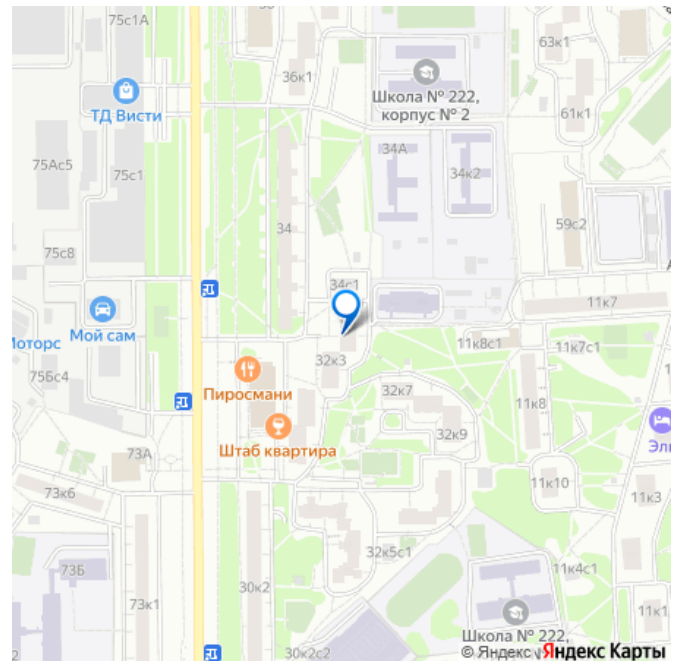 75с1А
36к1
63к1
ТД Висти
Школа № 222,
корпус № 2
61к1
75Ас5
75с1
34А
34к2
34
59с2
75с8
34с1
А
11к7
Мой сам
Моторс
11к8с1
11к7с1
75Бс4
32к3
Пиросмани
32к7
11к8
32к9
Штаб квартира
73А
Эл
73к6
11к10
11к3
32к5с1
73Б
30к2
11к4с1
73к1
11к1
Школа № 222,
2
30к2с2
© Яндекс
Яндекс Карты